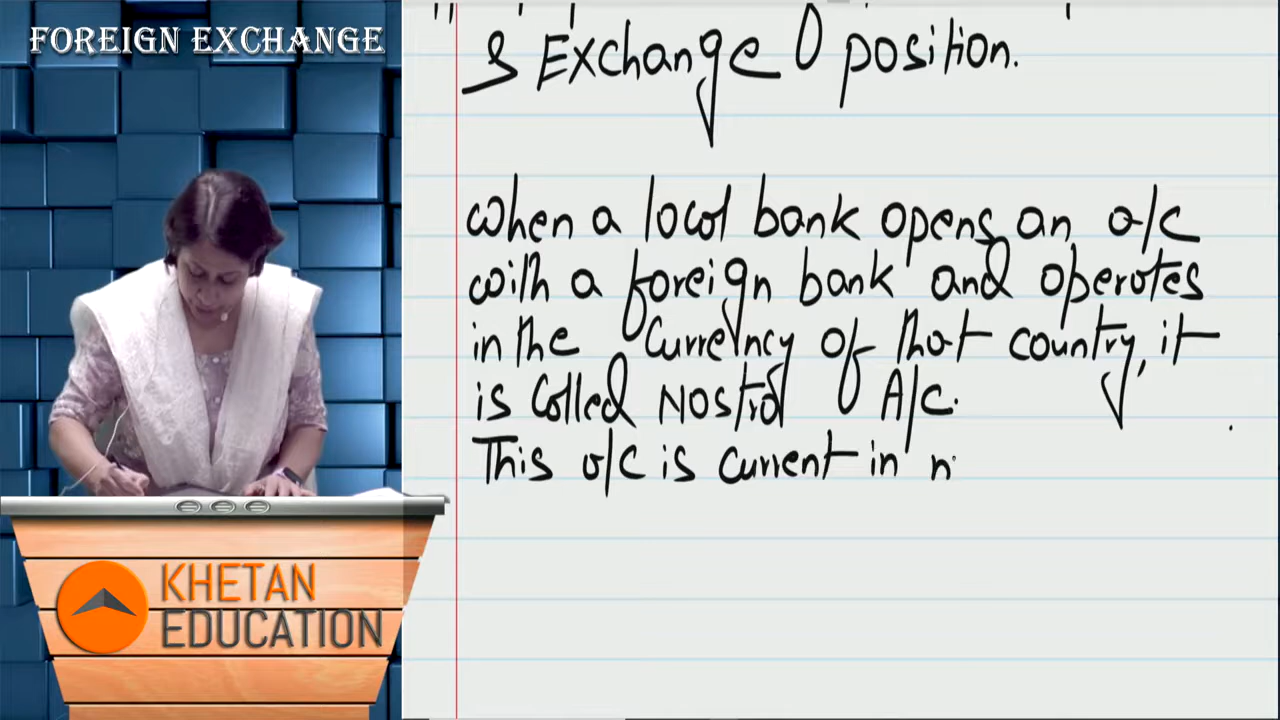 FOREIGN EXCHANGE
& Exchange position.
When a local bank opens an a/c
with a foreign bank and operates
in the Currency of that country, it
is Called Nostro A/c.
This a/c is current in n
KHETAN
EDUCATION